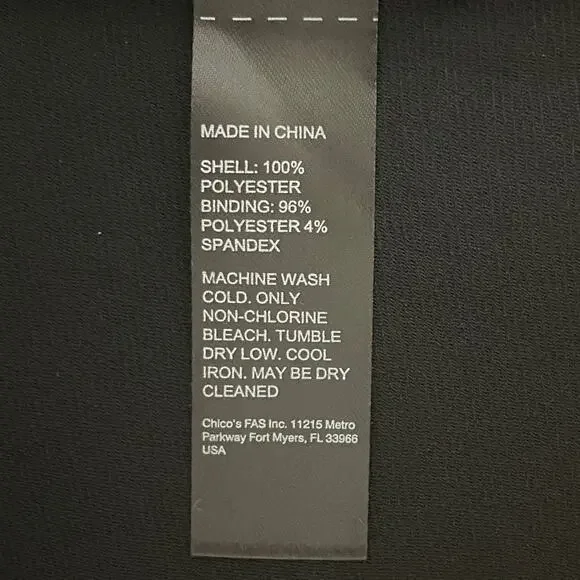 MADE IN CHINA
SHELL: 100%
POLYESTER
BINDING: 96%
POLYESTER 4%
SPANDEX
MACHINE WASH
COLD. ONLY
NON-CHLORINE
BLEACH. TUMBLE
DRY LOW. COOL
IRON. MAY BE DRY
CLEANED
Chico's FAS Inc. 11215 Metro
Parkway Fort Myers, FL 33966
USA